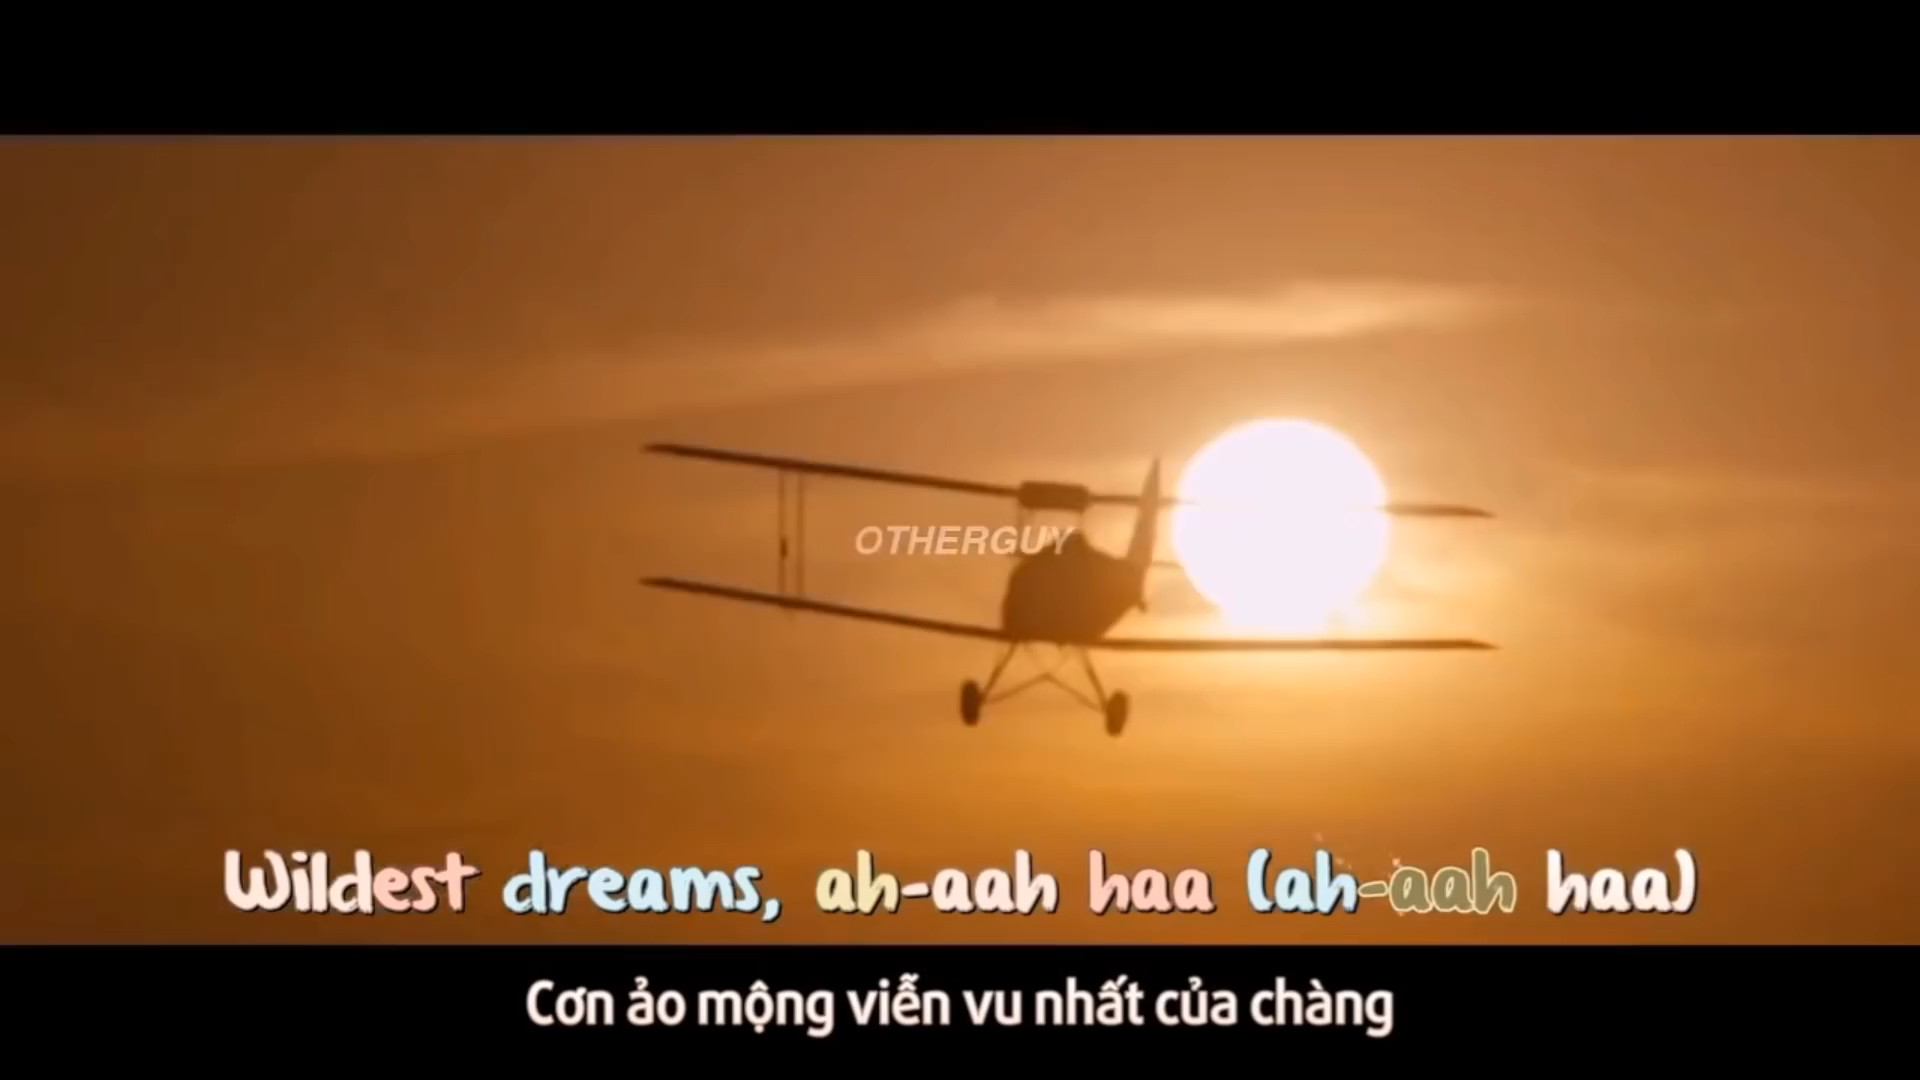 OTHERGUY
Wildest dreams, ah-aah haa (ah-aah haa)
Cơn ảo mộng viễn vu nhất của chàng